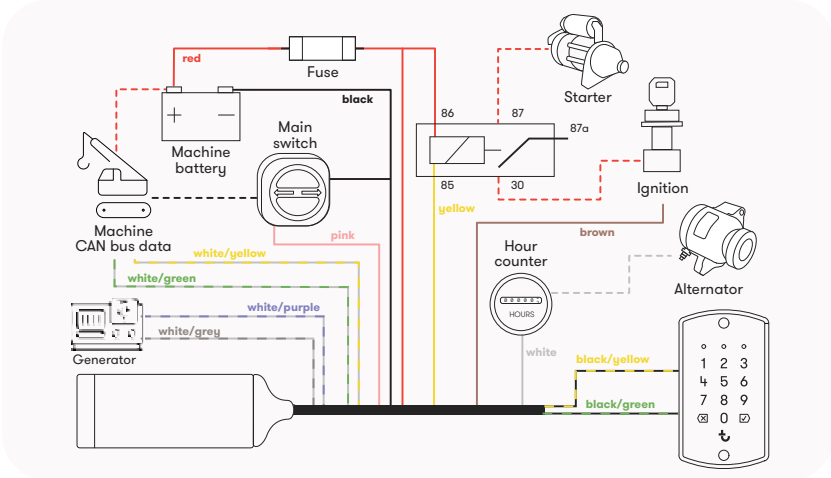 red
Fuse
black
Starter
86
87
87a
Ignition
85
30
+
−
Machine
battery
Main
switch
yellow
brown
Machine
CAN bus data
pink
white/yellow
white/green
Hour
counter
HOURS
Alternator
white/purple
white/grey
Generator
white
black/yellow
black/green
1 2 3
4 5 6
7 8 9
0